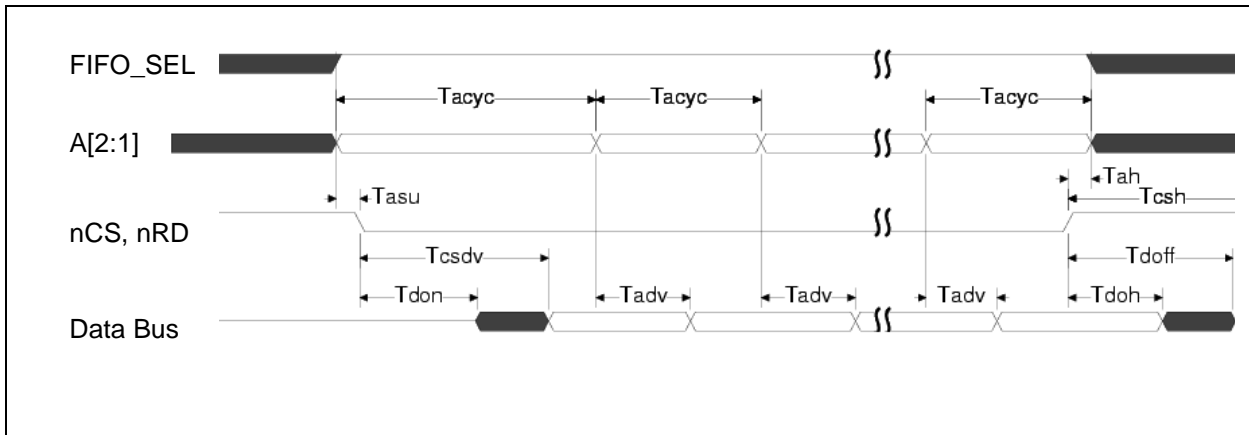 FIFO_SEL
Tacyc Tacyc Tacyc
A[2:1]
Tah
Tasu Tcsh
nCS, nRD
Tcsdv Tdoff
Tdon Tadv Tadv Tadv Tdoh
Data Bus